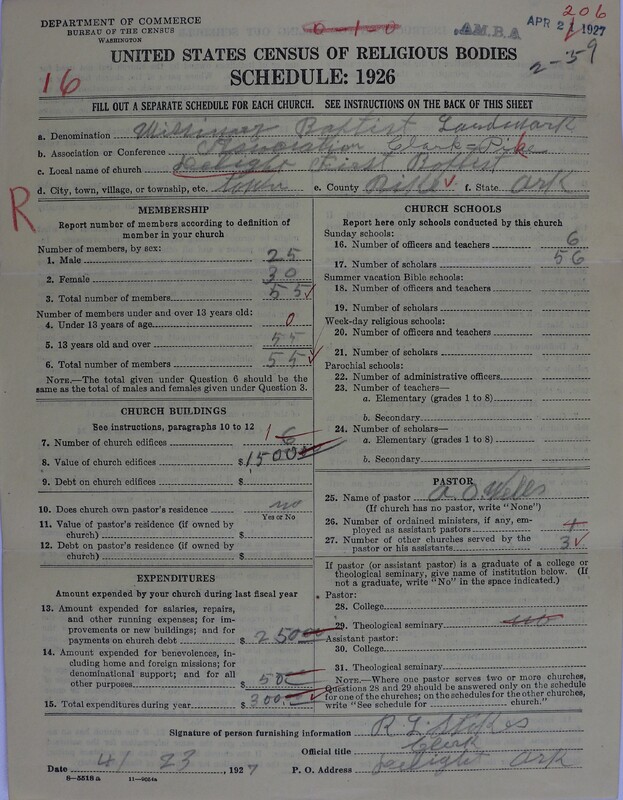 DEPARTMENT OF COMMERCE
BUREAU OF THE CENSUS
WASHINGTON
0-1-0
A.M.B.A
APR 2 1927
206
2-59
16
UNITED STATES CENSUS OF RELIGIOUS BODIES
SCHEDULE: 1926
FILL OUT A SEPARATE SCHEDULE FOR EACH CHURCH. SEE INSTRUCTIONS ON THE BACK OF THIS SHEET
a. Denomination Missionary Baptist Landmark
b. Association or Conference Association Clark=Pike
c. Local name of church Delight First Baptist
d. City, town, village, or township, etc. town e. County Pike f. State Ark
R
MEMBERSHIP
Report number of members according to definition of member in your church
Number of members, by sex:
1. Male 25
2. Female 30
3. Total number of members 55
Number of members under and over 13 years old:
4. Under 13 years of age 0
5. 13 years old and over 55
6. Total number of members 55
NOTE.—The total given under Question 6 should be the
same as the total of males and females given under Question 3.
CHURCH BUILDINGS
See instructions, paragraphs 10 to 12
7. Number of church edifices 1
8. Value of church edifices $1500
9. Debt on church edifices $
10. Does church own pastor's residence no
Yes or No
11. Value of pastor's residence (if owned by
church) $
12. Debt on pastor's residence (if owned by
church) $
EXPENDITURES
Amount expended by your church during last fiscal year
13. Amount expended for salaries, repairs,
and other running expenses; for im-
provements or new buildings; and for
payments on church debt $ 250
14. Amount expended for benevolences, including home and foreign missions; for
denominational support; and for all
other purposes $ 50
15. Total expenditures during year $ 300
CHURCH SCHOOLS
Report here only schools conducted by this church
Sunday schools:
16. Number of officers and teachers 6
17. Number of scholars 56
Summer vacation Bible schools:
18. Number of officers and teachers
19. Number of scholars
Week-day religious schools:
20. Number of officers and teachers
21. Number of scholars
Parochial schools:
22. Number of administrative officers
23. Number of teachers—
a. Elementary (grades 1 to 8)
b. Secondary
24. Number of scholars—
a. Elementary (grades 1 to 8)
b. Secondary
PASTOR
25. Name of pastor A. O. Wells
(If church has no pastor, write "None")
26. Number of ordained ministers, if any, em-
ployed as assistant pastors
27. Number of other churches served by the
pastor or his assistants 3
If pastor (or assistant pastor) is a graduate of a college or
theological seminary, give name of institution below. (If
not a graduate, write "No" in the space indicated.)
Pastor:
28. College
29. Theological seminary no
Assistant pastor:
30. College
31. Theological seminary
NOTE.—Where one pastor serves two or more churches,
Questions 28 and 29 should be answered only on the schedule
for one of the churches; on the schedules for the other churches,
write "See schedule for church."
Signature of person furnishing information R. L. Stokes
Official title Clerk
Date 4/ 23, 1927 P. O. Address Delight Ark
8-5518 a 11-9054a